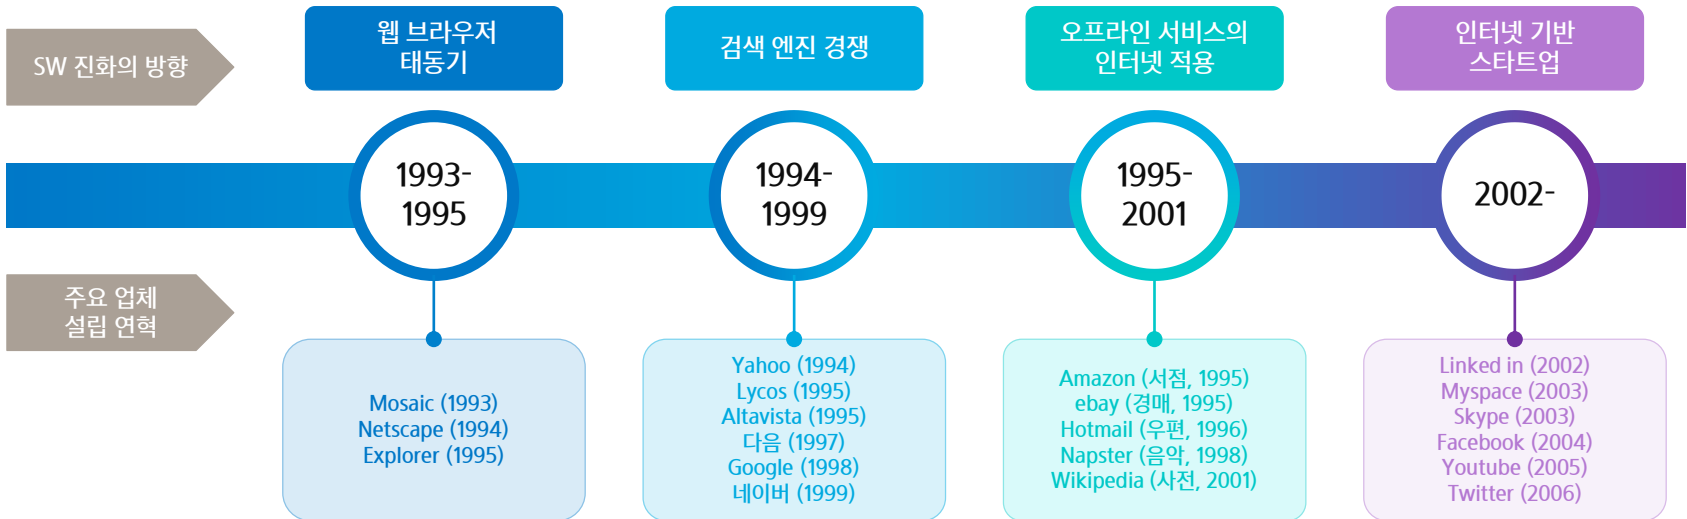 SW 진화의 방향
웹 브라우저
태동기
검색 엔진 경쟁
오프라인 서비스의
인터넷 적용
인터넷 기반
스타트업
1993-
1995
1994-
1999
1995-
2001
2002-
주요 업체
설립 연혁
Mosaic (1993)
Netscape (1994)
Explorer (1995)
Yahoo (1994)
Lycos (1995)
Altavista (1995)
다음 (1997)
Google (1998)
네이버 (1999)
Amazon (서점, 1995)
ebay (경매, 1995)
Hotmail (우편, 1996)
Napster (음악, 1998)
Wikipedia (사전, 2001)
Linked in (2002)
Myspace (2003)
Skype (2003)
Facebook (2004)
Youtube (2005)
Twitter (2006)